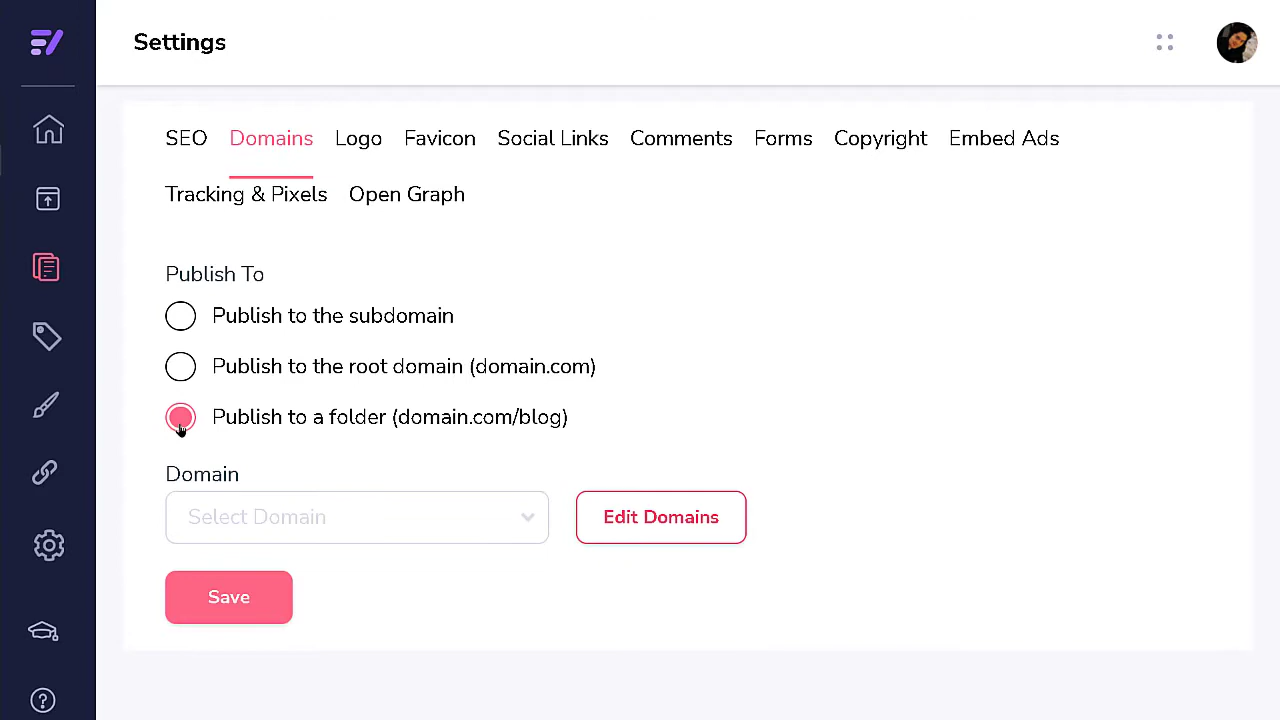 Settings
SEO Domains Logo Favicon Social Links Comments Forms Copyright Embed Ads
Tracking & Pixels Open Graph
Publish To
Publish to the subdomain
Publish to the root domain (domain.com)
Publish to a folder (domain.com/blog)
Domain
Select Domain Edit Domains
Save